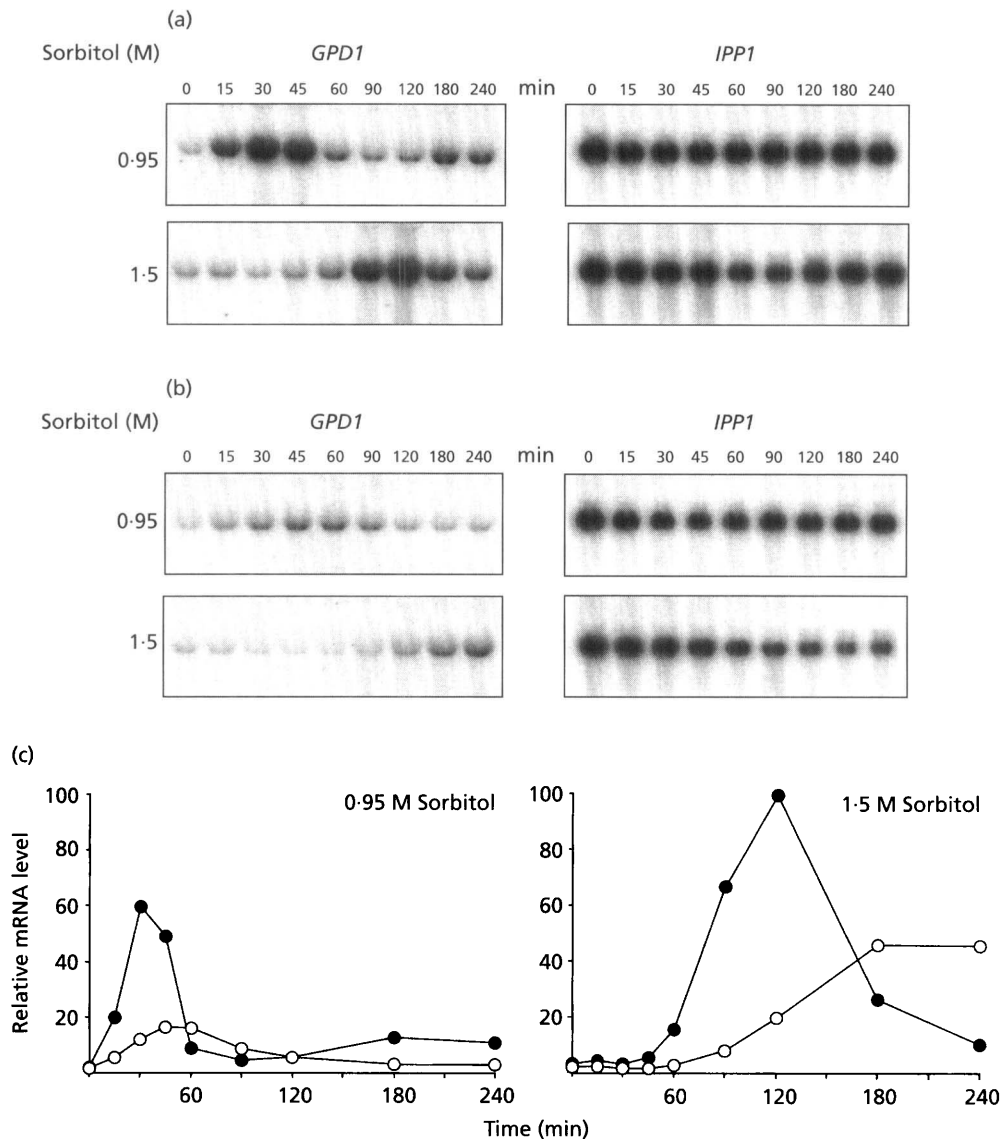 (a)
Sorbitol (M) GPD1 IPP1
0 15 30 45 60 90 120 180 240 min 0 15 30 45 60 90 120 180 240
0·95
1·5
(b)
Sorbitol (M) GPD1 IPP1
0 15 30 45 60 90 120 180 240 min 0 15 30 45 60 90 120 180 240
0·95
1·5
(c)
Relative mRNA level
100
80
60
40
20
0·95 M Sorbitol
60 120 180 240
100
80
60
40
20
1·5 M Sorbitol
60 120 180 240
Time (min)